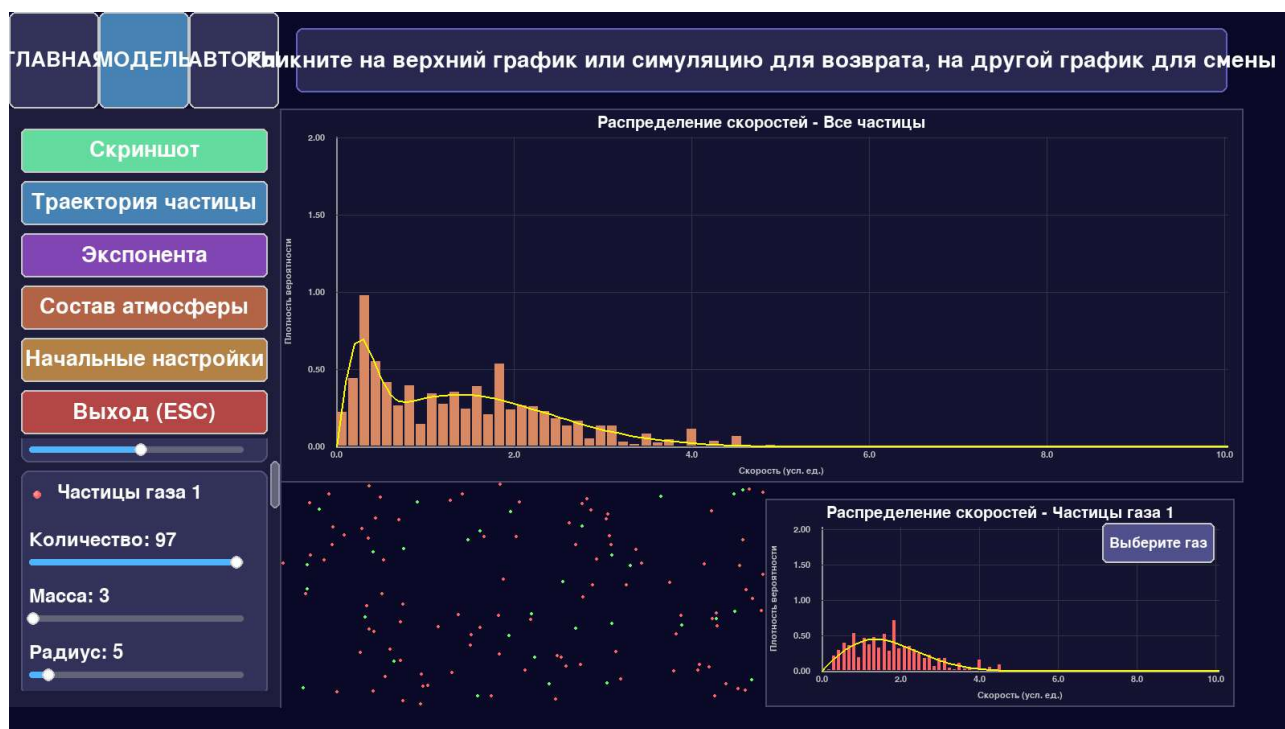 ГЛАВНАЯ
МОДЕЛЬ
АВТОРЫ
Кликните на верхний график или симуляцию для возврата, на другой график для смены
Скриншот
Траектория частицы
Экспонента
Состав атмосферы
Начальные настройки
Выход (ESC)
Частицы газа 1
Количество: 97
Масса: 3
Радиус: 5
Распределение скоростей - Все частицы
Плотность вероятности
2.00
1.50
1.00
0.50
0.00
0.0 2.0 4.0 6.0 8.0 10.0
Скорость (усл. ед.)
Распределение скоростей - Частицы газа 1
Выберите газ
Плотность вероятности
2.00
1.50
1.00
0.50
0.00
0.0 2.0 4.0 6.0 8.0 10.0
Скорость (усл. ед.)